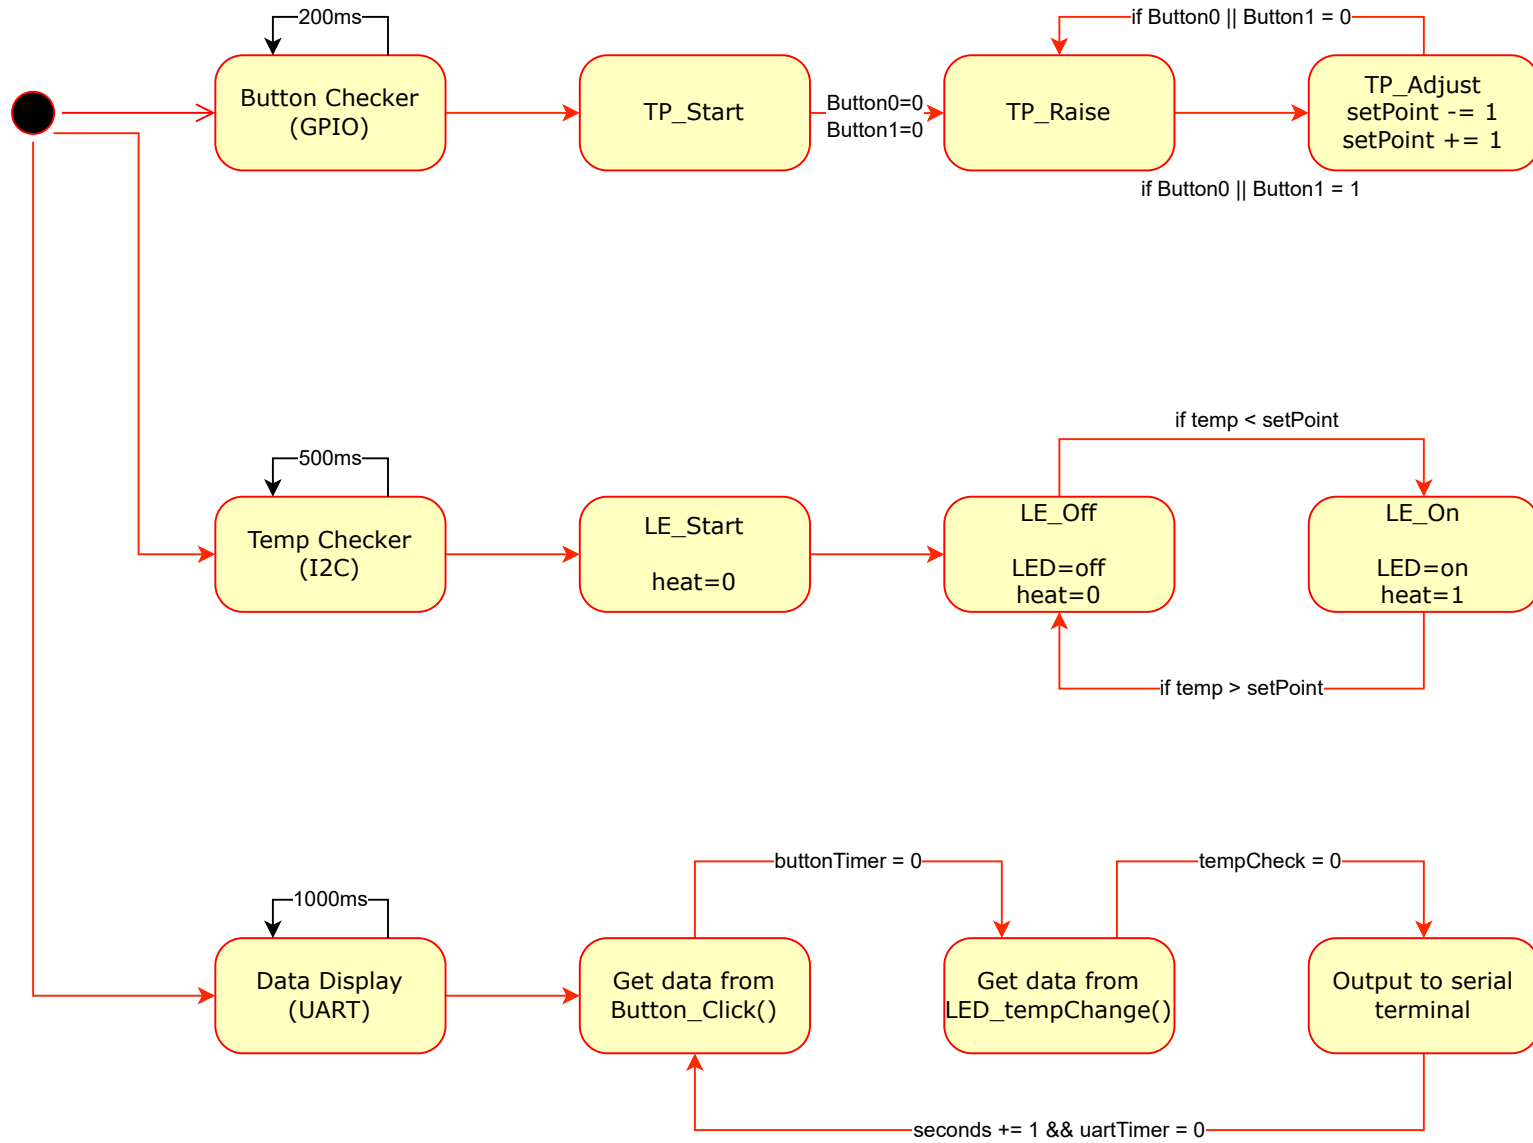 200ms
if Button0 || Button1 = 0
Button Checker
(GPIO)
TP_Start
Button0=0
Button1=0
TP_Raise
TP_Adjust
setPoint -= 1
setPoint += 1
if Button0 || Button1 = 1
if temp < setPoint
500ms
Temp Checker
(I2C)
LE_Start
heat=0
LE_Off
LED=off
heat=0
LE_On
LED=on
heat=1
if temp > setPoint
buttonTimer = 0
tempCheck = 0
1000ms
Data Display
(UART)
Get data from
Button_Click()
Get data from
LED_tempChange()
Output to serial
terminal
seconds += 1 && uartTimer = 0